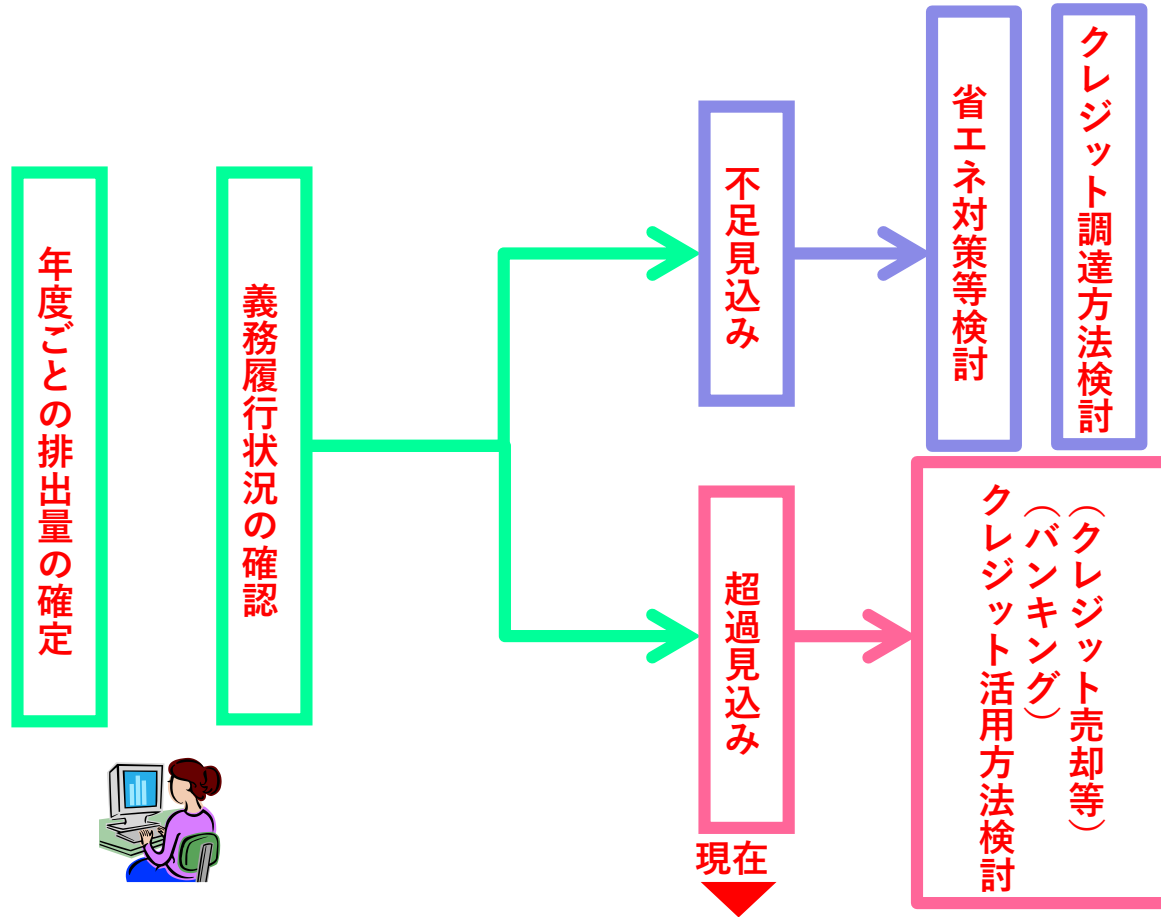 年度ごとの排出量の確定
義務履行状況の確認
不足見込み
省エネ対策等検討
クレジット調達方法検討
超過見込み
（クレジット売却等）
（バンキング）
クレジット活用方法検討
現在